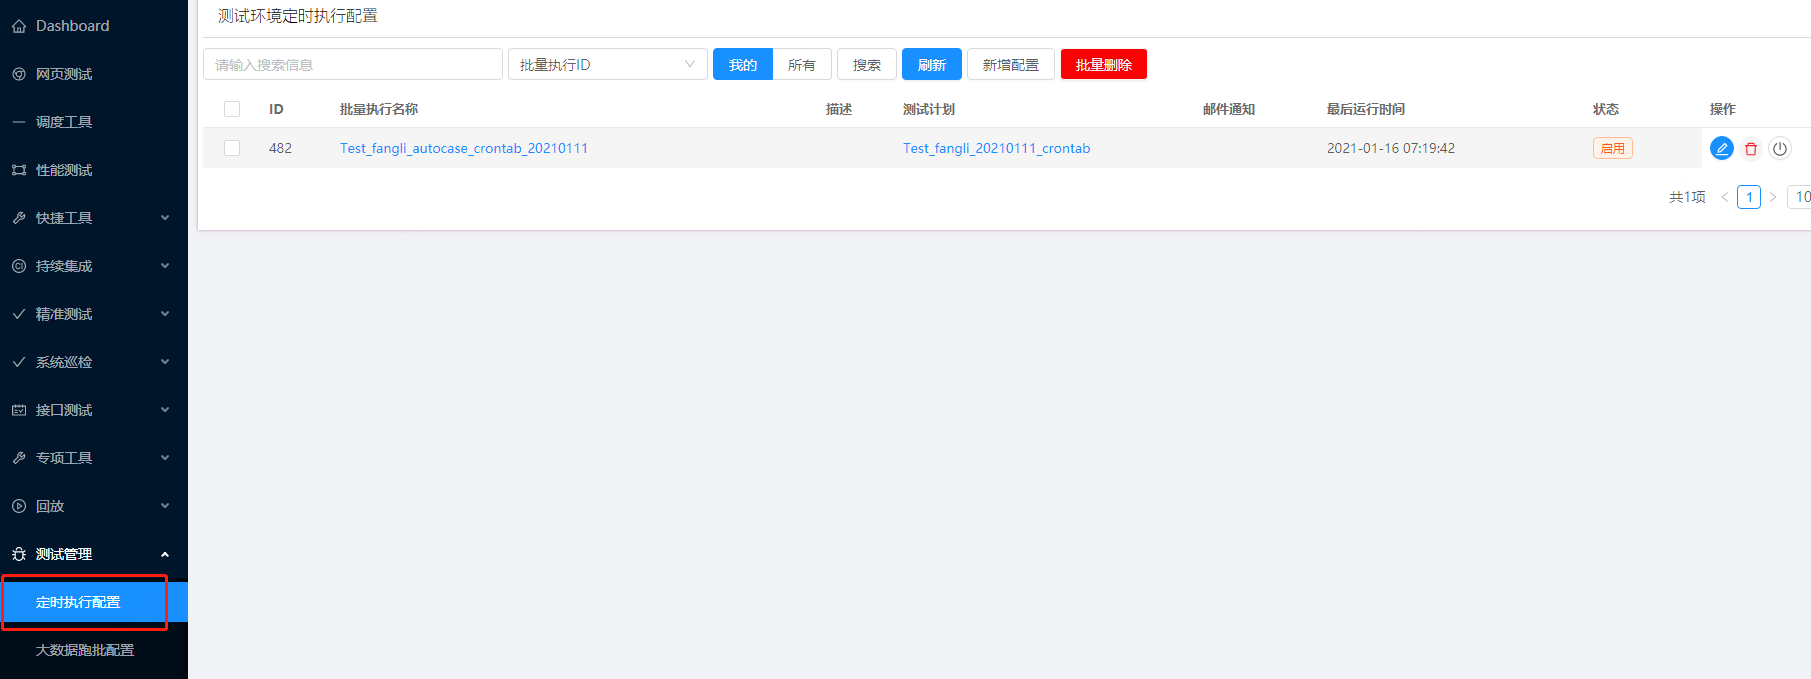 Dashboard
网页测试
调度工具
性能测试
快捷工具
持续集成
精准测试
系统巡检
接口测试
专项工具
回放
测试管理
定时执行配置
大数据跑批配置
测试环境定时执行配置
请输入搜索信息 批量执行ID 我的 所有 搜索 刷新 新增配置 批量删除
ID 批量执行名称 描述 测试计划 邮件通知 最后运行时间 状态 操作
482 Test_fangli_autocase_crontab_20210111 Test_fangli_20210111_crontab 2021-01-16 07:19:42 启用
共1项 < 1 > 10